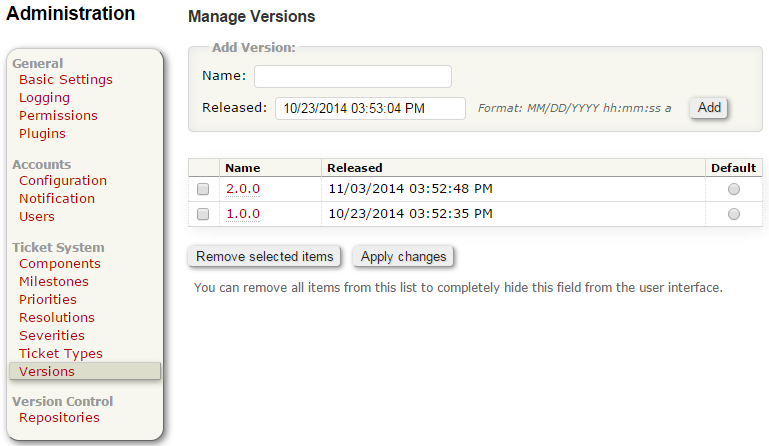 Administration
General
Basic Settings
Logging
Permissions
Plugins
Accounts
Configuration
Notification
Users
Ticket System
Components
Milestones
Priorities
Resolutions
Severities
Ticket Types
Versions
Version Control
Repositories
Manage Versions
Add Version:
Name:
Released: 10/23/2014 03:53:04 PM Format: MM/DD/YYYY hh:mm:ss a Add
Name Released Default
2.0.0 11/03/2014 03:52:48 PM
1.0.0 10/23/2014 03:52:35 PM
Remove selected items Apply changes
You can remove all items from this list to completely hide this field from the user interface.